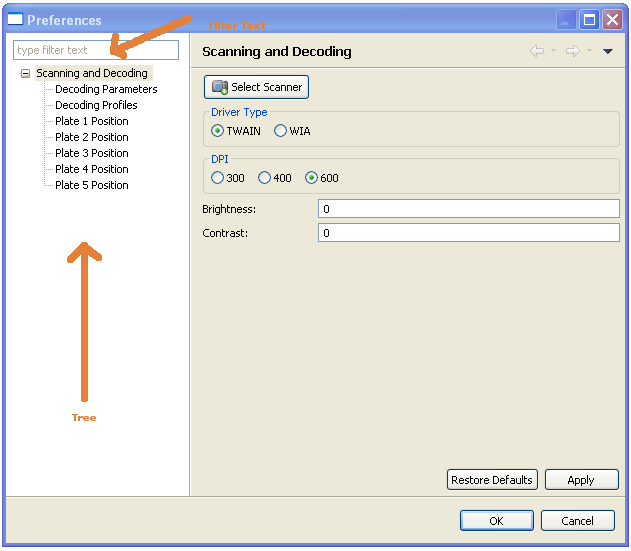 Preferences
Filter Text
type filter text
Scanning and Decoding
Decoding Parameters
Decoding Profiles
Plate 1 Position
Plate 2 Position
Plate 3 Position
Plate 4 Position
Plate 5 Position
Tree
Scanning and Decoding
Select Scanner
Driver Type
TWAIN WIA
DPI
300 400 600
Brightness: 0
Contrast: 0
Restore Defaults Apply
OK Cancel